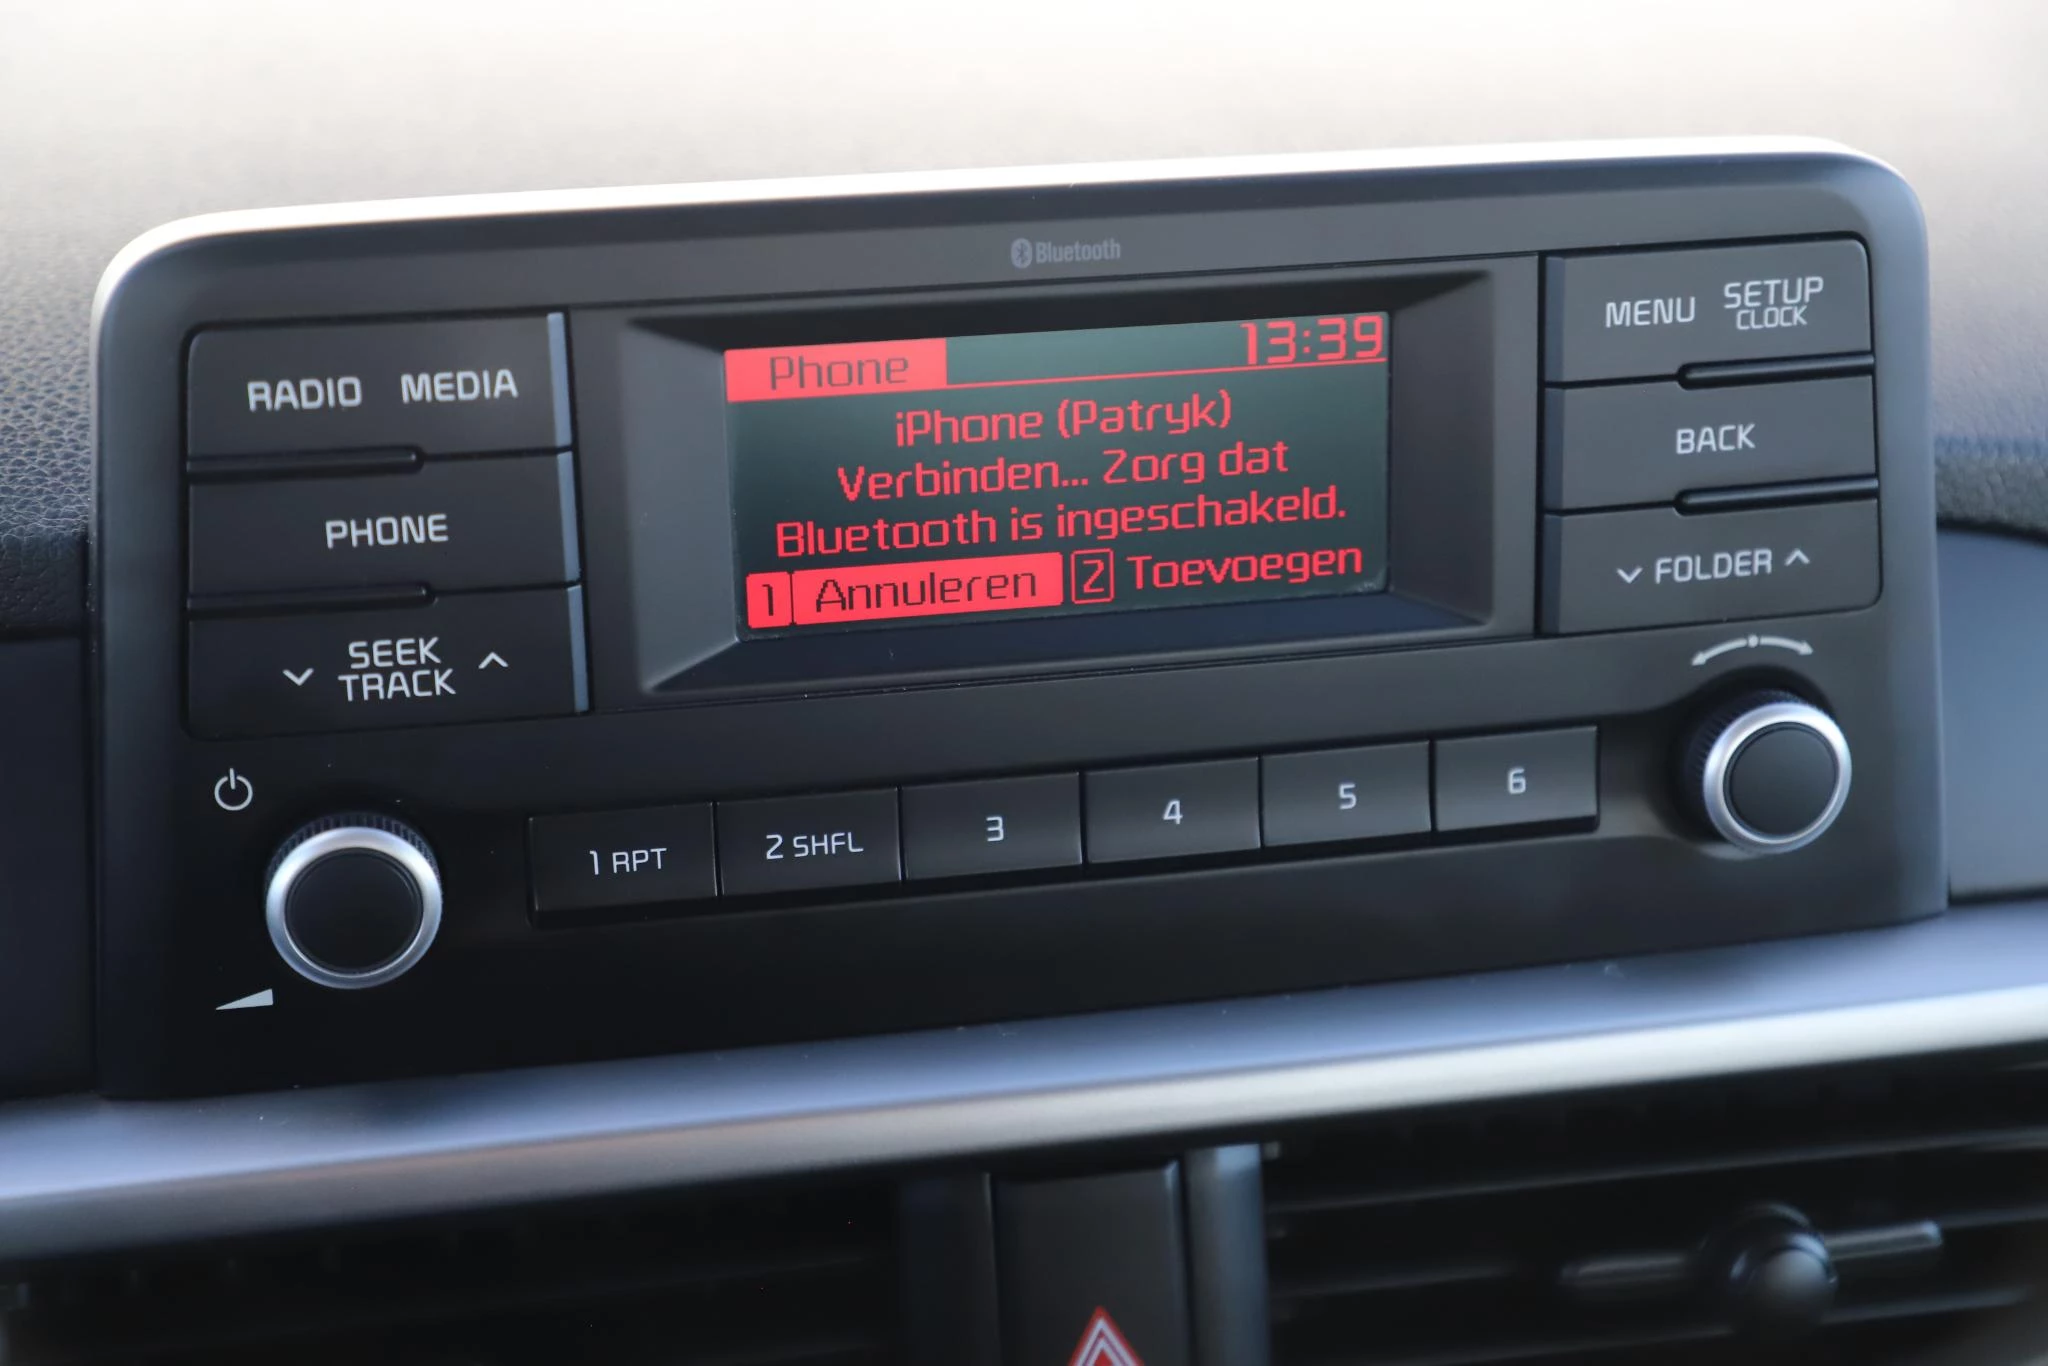 Bluetooth
RADIO MEDIA
PHONE
SEEK
TRACK
Phone 13:39
iPhone (Patryk)
Verbinden... Zorg dat
Bluetooth is ingeschakeld.
1 Annuleren 2 Toevoegen
MENU SETUP
CLOCK
BACK
FOLDER
1 RPT 2 SHFL 3 4 5 6